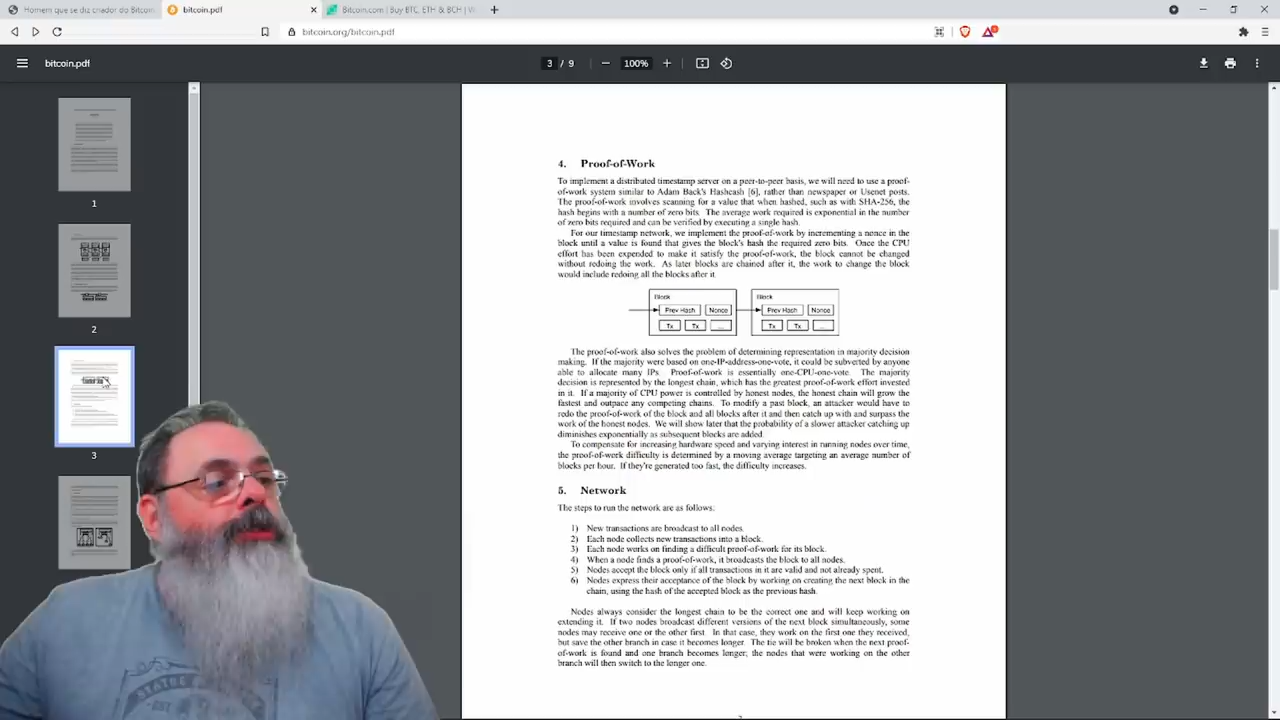 Homem que se diz criador do Bitcoin
bitcoin.pdf
Bitcoin.com | Buy BTC, ETH & BCH | W
bitcoin.org/bitcoin.pdf
bitcoin.pdf
3 / 9
100%
1
2
3
4. Proof-of-Work
To implement a distributed timestamp server on a peer-to-peer basis, we will need to use a proof-
of-work system similar to Adam Back's Hashcash [6], rather than newspaper or Usenet posts.
The proof-of-work involves scanning for a value that when hashed, such as with SHA-256, the
hash begins with a number of zero bits. The average work required is exponential in the number
of zero bits required and can be verified by executing a single hash.
For our timestamp network, we implement the proof-of-work by incrementing a nonce in the
block until a value is found that gives the block's hash the required zero bits. Once the CPU
effort has been expended to make it satisfy the proof-of-work, the block cannot be changed
without redoing the work. As later blocks are chained after it, the work to change the block
would include redoing all the blocks after it.
Block Block
Prev Hash Nonce Prev Hash Nonce
Tx Tx ... Tx Tx ...
The proof-of-work also solves the problem of determining representation in majority decision
making. If the majority were based on one-IP-address-one-vote, it could be subverted by anyone
able to allocate many IPs. Proof-of-work is essentially one-CPU-one-vote. The majority
decision is represented by the longest chain, which has the greatest proof-of-work effort invested
in it. If a majority of CPU power is controlled by honest nodes, the honest chain will grow the
fastest and outpace any competing chains. To modify a past block, an attacker would have to
redo the proof-of-work of the block and all blocks after it and then catch up with and surpass the
work of the honest nodes. We will show later that the probability of a slower attacker catching up
diminishes exponentially as subsequent blocks are added.
To compensate for increasing hardware speed and varying interest in running nodes over time,
the proof-of-work difficulty is determined by a moving average targeting an average number of
blocks per hour. If they're generated too fast, the difficulty increases.
5. Network
The steps to run the network are as follows:
1) New transactions are broadcast to all nodes.
2) Each node collects new transactions into a block.
3) Each node works on finding a difficult proof-of-work for its block.
4) When a node finds a proof-of-work, it broadcasts the block to all nodes.
5) Nodes accept the block only if all transactions in it are valid and not already spent.
6) Nodes express their acceptance of the block by working on creating the next block in the
chain, using the hash of the accepted block as the previous hash.
Nodes always consider the longest chain to be the correct one and will keep working on
extending it. If two nodes broadcast different versions of the next block simultaneously, some
nodes may receive one or the other first. In that case, they work on the first one they received,
but save the other branch in case it becomes longer. The tie will be broken when the next proof-
of-work is found and one branch becomes longer; the nodes that were working on the other
branch will then switch to the longer one.